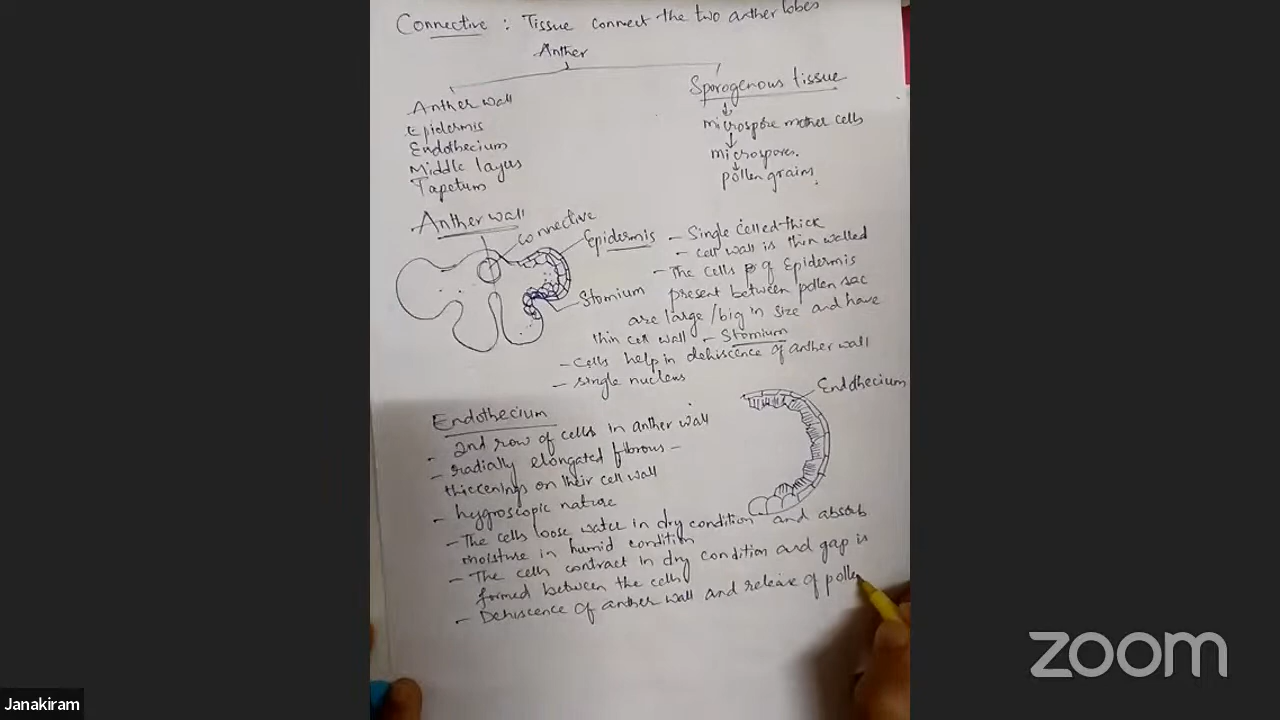 Connective : Tissue connect the two anther lobes
Anther
Anther wall
Epidermis
Endothecium
Middle layers
Tapetum
Sporogenous tissue
microspore mother cells
microspores.
pollen grains
Anther wall
connective
Epidermis
Stomium
- Single celled thick
- cell wall is thin walled
- The cells of Epidermis
present between pollen sac
are large / big in size and have
thin cell wall - Stomium
- Cells help in dehiscence of anther wall
- single nucleus
Endothecium
Endothecium
- 2nd row of cells in anther wall
- radially elongated fibrous -
thickenings on their cell wall
- hygroscopic nature
- The cells loose water in dry condition and absorb
moisture in humid condition
- The cells contract in dry condition and gap is
formed between the cells
- Dehiscence of anther wall and release of pollen
zoom
Janakiram